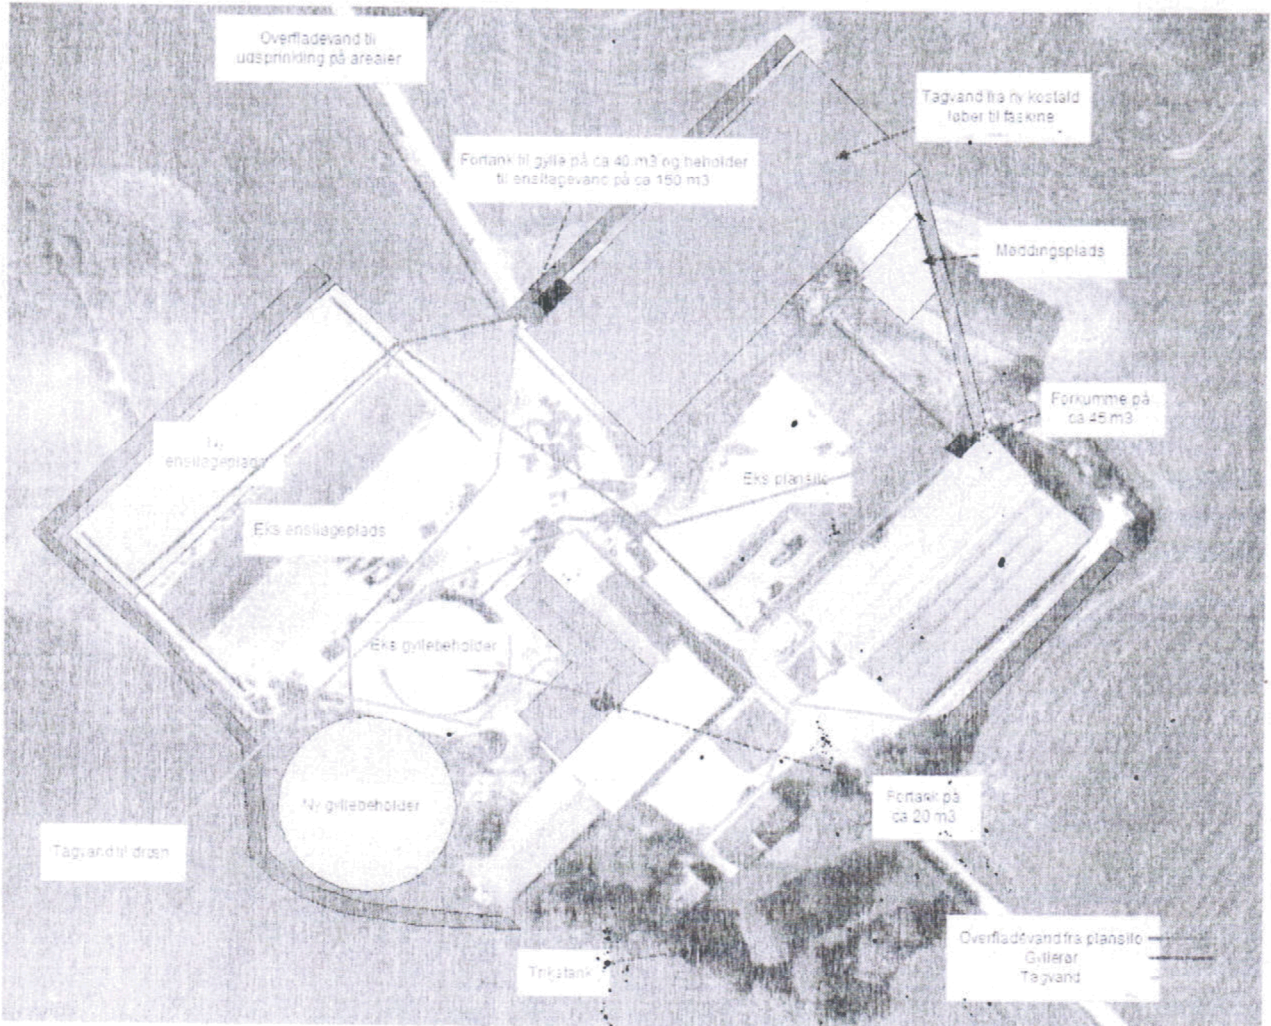 Overfladevand til
udsprinkling på arealer
Tagvand fra ny kostald
løber til faskine
Fortank til gylle på ca 40 m3 og beholder
til ensilagevand på ca 150 m3
Møddingsplads
Forkumme på
ca 45 m3
Ny
ensilageplads
Eks plansilo
Eks ensilageplads
Eks gyllebeholder
Ny gyllebeholder
Fortank på
ca 20 m3
Tagvand til dræn
Overfladevand fra plansilo
Gyllerør
Tagvand
Trixtank